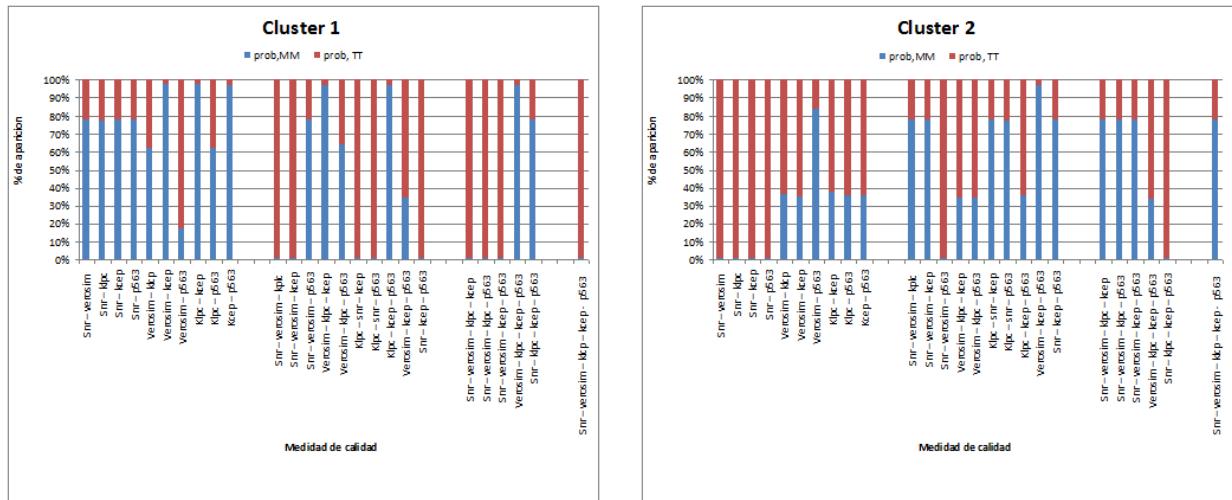 Cluster 1
prob,MM prob, TT
100%
90%
80%
70%
60%
50%
40%
30%
20%
10%
0%
% de aparicion
Snr – verosim
Snr – klpc
Snr – kcep
Snr – p563
Verosim – klcp
Verosim – kcep
Verosim – p563
Klpc – kcep
Klpc – p563
Kcep – p563
Snr – verosim – kplc
Snr – verosim – kcep
Snr – verosim – p563
Verosim – klpc – kcep
Verosim – klpc – p563
Klpc – snr – kcep
Klpc – snr – p563
Klpc – kcep – p563
Verosim – kcep – p563
Snr – kcep – p563
Snr – verosim – klpc – kcep
Snr – verosim – klpc – p563
Snr – verosim – kcep – p563
Verosim – klpc – kcep – p563
Snr – klpc – kcep – p563
Snr – verosim – klcp – kcep - p563
Medidad de calidad
Cluster 2
prob,MM prob, TT
100%
90%
80%
70%
60%
50%
40%
30%
20%
10%
0%
% de aparicion
Snr – verosim
Snr – klpc
Snr – kcep
Snr – p563
Verosim – klcp
Verosim – kcep
Verosim – p563
Klpc – kcep
Klpc – p563
Kcep – p563
Snr – verosim – kplc
Snr – verosim – kcep
Snr – verosim – p563
Verosim – klpc – kcep
Verosim – klpc – p563
Klpc – snr – kcep
Klpc – snr – p563
Klpc – kcep – p563
Verosim – kcep – p563
Snr – kcep – p563
Snr – verosim – klpc – kcep
Snr – verosim – klpc – p563
Snr – verosim – kcep – p563
Verosim – klpc – kcep – p563
Snr – klpc – kcep – p563
Snr – verosim – klcp – kcep - p563
Medidad de calidad